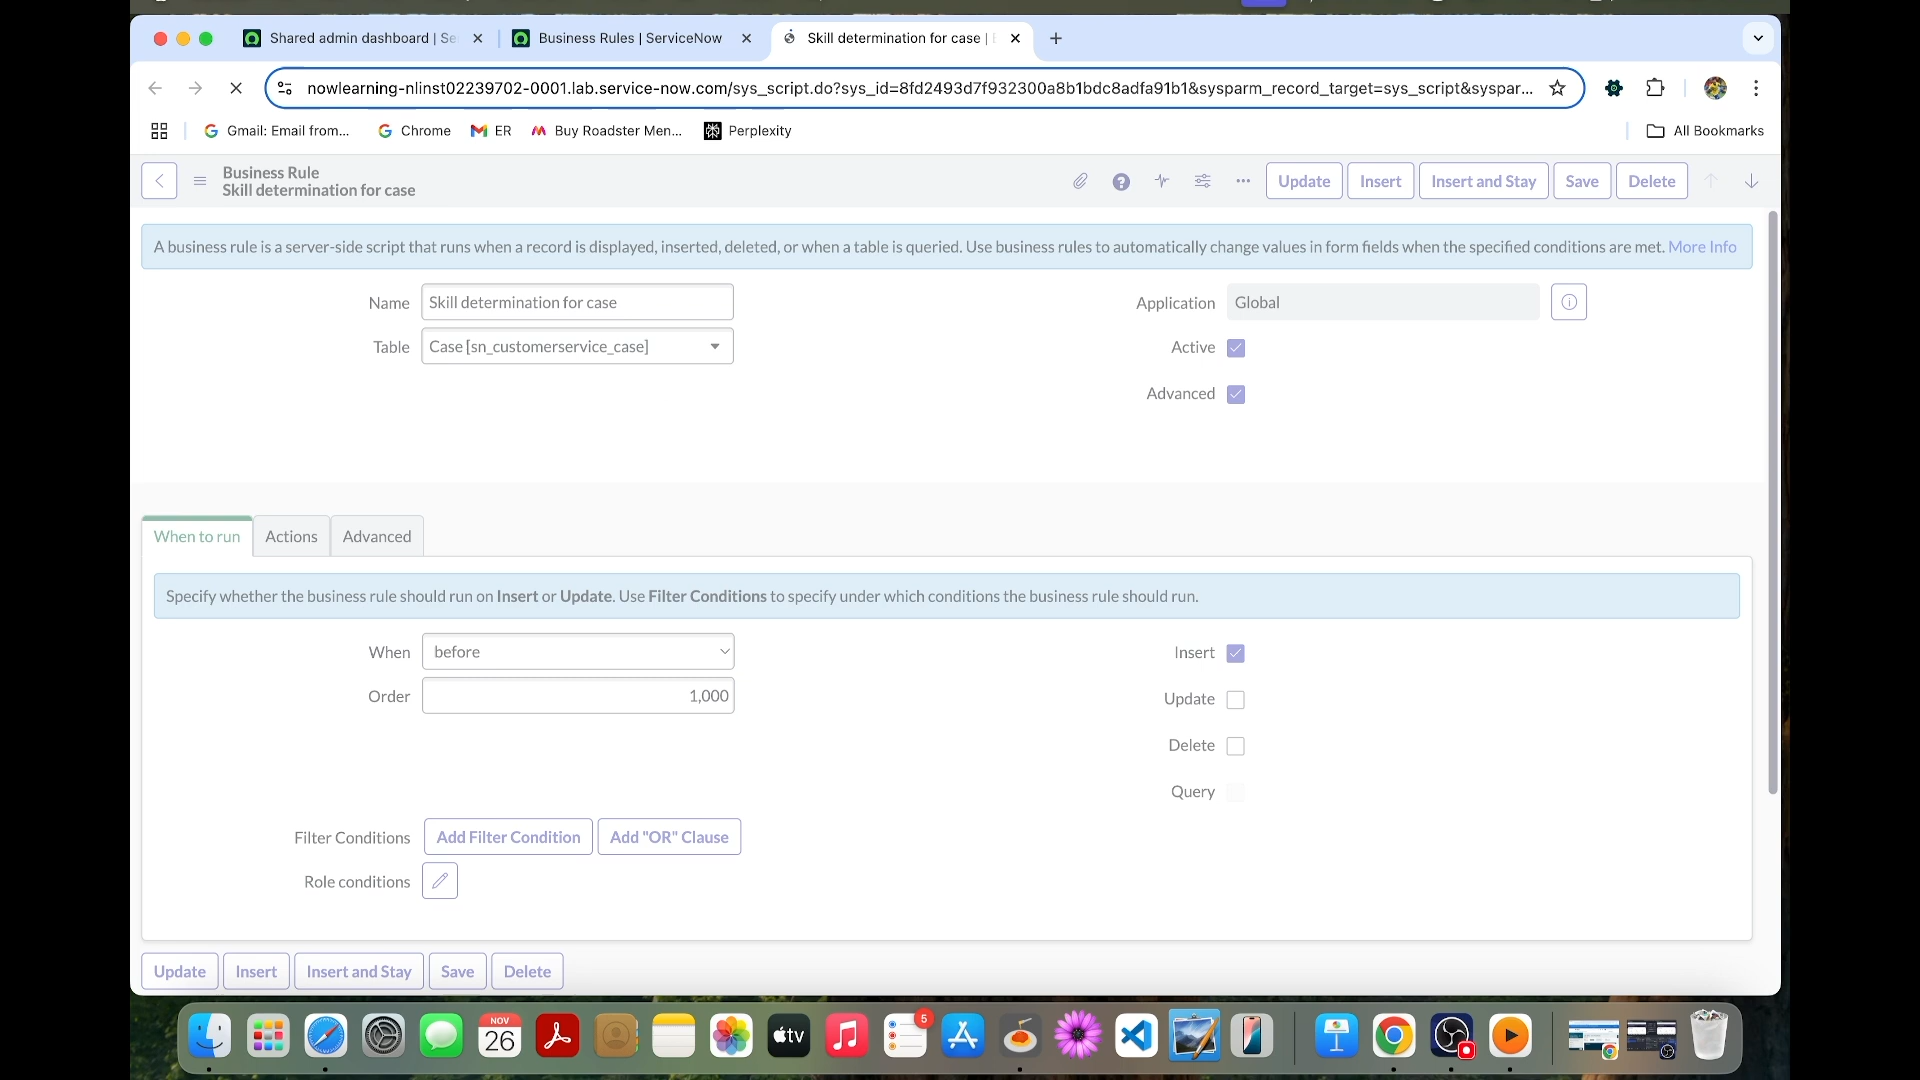 Shared admin dashboard | Se
Business Rules | ServiceNow
Skill determination for case |
nowlearning-nlinst02239702-0001.lab.service-now.com/sys_script.do?sys_id=8fd2493d7f932300a8b1bdc8adfa91b1&sysparm_record_target=sys_script&syspar...
Gmail: Email from...
Chrome
ER
Buy Roadster Men...
Perplexity
All Bookmarks
Business Rule
Skill determination for case
Update
Insert
Insert and Stay
Save
Delete
A business rule is a server-side script that runs when a record is displayed, inserted, deleted, or when a table is queried. Use business rules to automatically change values in form fields when the specified conditions are met. More Info
Name
Skill determination for case
Application
Global
Table
Case [sn_customerservice_case]
Active
Advanced
When to run
Actions
Advanced
Specify whether the business rule should run on Insert or Update. Use Filter Conditions to specify under which conditions the business rule should run.
When
before
Insert
Order
1,000
Update
Delete
Query
Filter Conditions
Add Filter Condition
Add "OR" Clause
Role conditions
Update
Insert
Insert and Stay
Save
Delete
NOV
26
tv
5